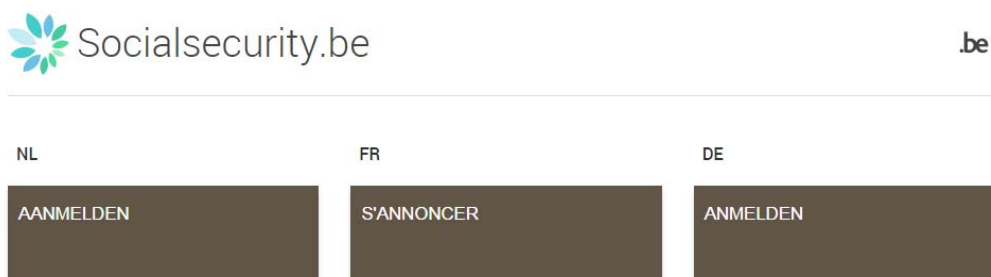 Socialsecurity.be
.be
NL
FR
DE
AANMELDEN
S'ANNONCER
ANMELDEN